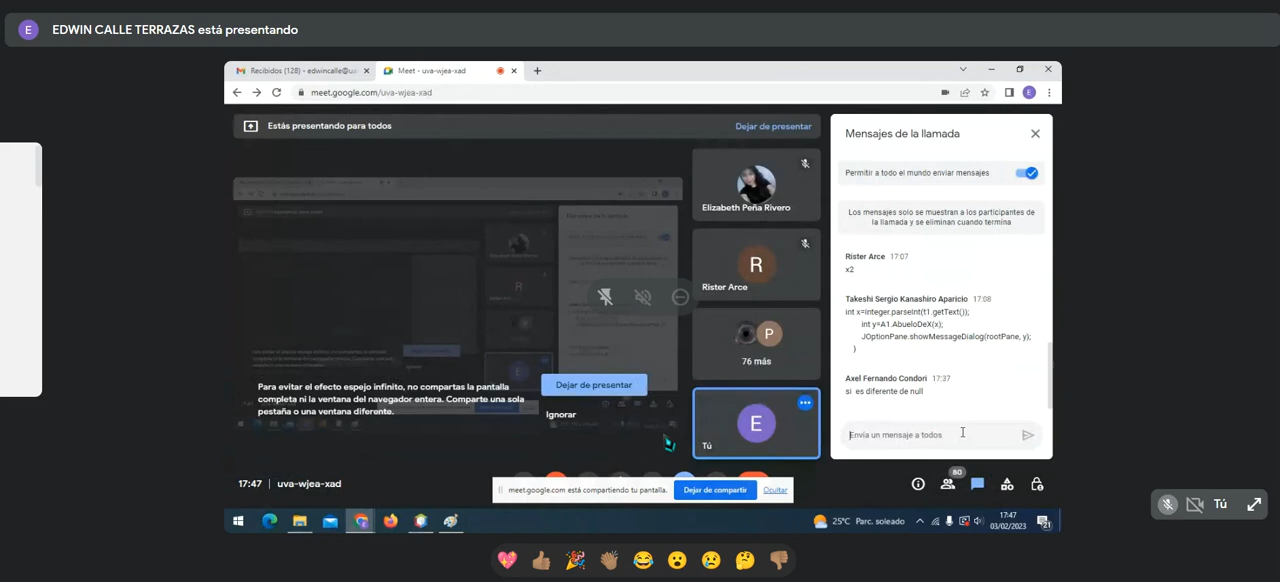 E EDWIN CALLE TERRAZAS está presentando
Recibidos (128) - edwincalle@ua
Meet - uva-wjea-xad
meet.google.com/uva-wjea-xad
E
Estás presentando para todos
Dejar de presentar
Para evitar el efecto espejo infinito, no compartas la pantalla
completa ni la ventana del navegador entera. Comparte una sola
pestaña o una ventana diferente.
Dejar de presentar
Ignorar
Elizabeth Peña Rivero
R
Rister Arce
P
76 más
E
Tú
Mensajes de la llamada
Permitir a todo el mundo enviar mensajes
Los mensajes solo se muestran a los participantes de
la llamada y se eliminan cuando termina
Rister Arce 17:07
x2
Takeshi Sergio Kanashiro Aparicio 17:08
int x=integer.parseInt(t1.getText());
int y=A1.AbueloDeX(x);
JOptionPane.showMessageDialog(rootPane, y);
}
Axel Fernando Condori 17:37
si es diferente de null
Envía un mensaje a todos
17:47 | uva-wjea-xad
80
meet.google.com está compartiendo tu pantalla.
Dejar de compartir
Ocultar
25°C Parc. soleado
17:47
03/02/2023
21
Tú